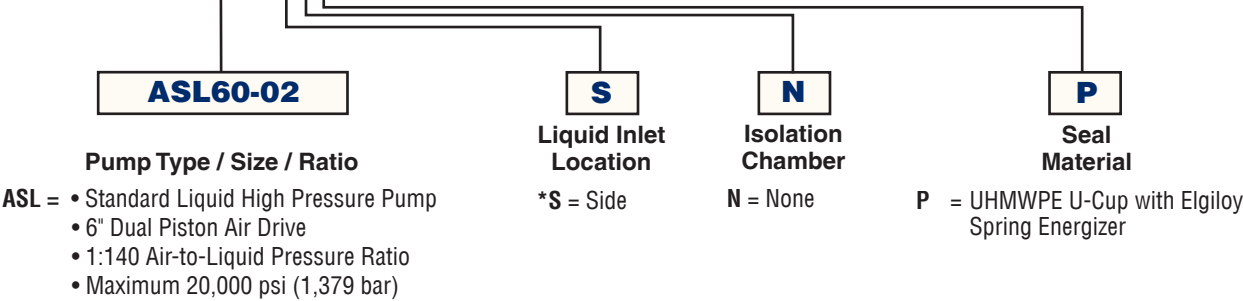 ASL60-02
S
N
P
Pump Type / Size / Ratio
Liquid Inlet
Location
Isolation
Chamber
Seal
Material
ASL = • Standard Liquid High Pressure Pump
• 6" Dual Piston Air Drive
• 1:140 Air-to-Liquid Pressure Ratio
• Maximum 20,000 psi (1,379 bar)
*S = Side
N = None
P = UHMWPE U-Cup with Elgiloy
Spring Energizer